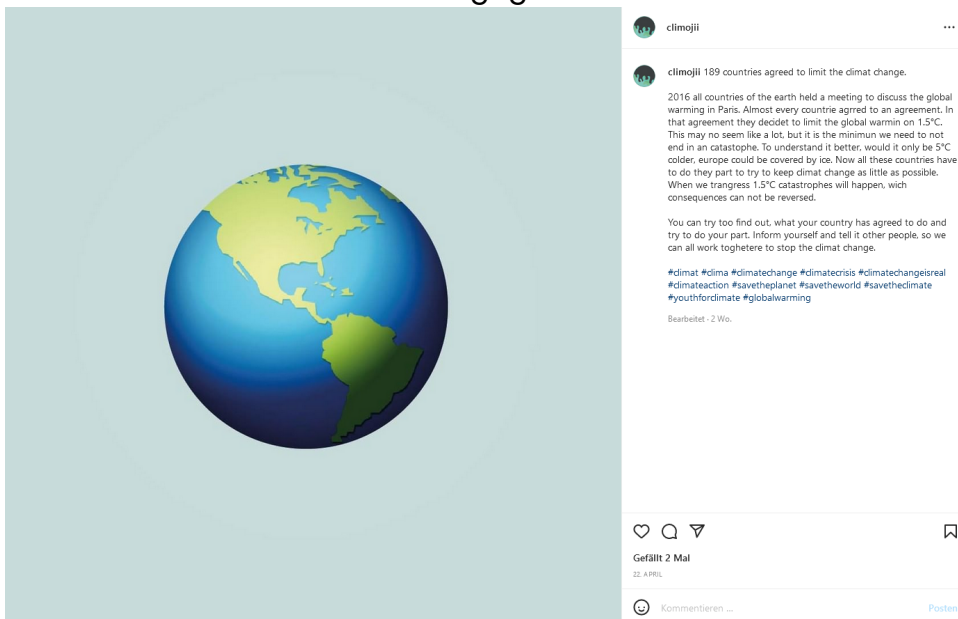 climojii
climojii 189 countries agreed to limit the climat change.
2016 all countries of the earth held a meeting to discuss the global
warming in Paris. Almost every countrie agrred to an agreement. In
that agreement they decidet to limit the global warmin on 1.5°C.
This may no seem like a lot, but it is the minimun we need to not
end in an catastophe. To understand it better, would it only be 5°C
colder, europe could be covered by ice. Now all these countries have
to do they part to try to keep climat change as little as possible.
When we trangress 1.5°C catastrophes will happen, wich
consequences can not be reversed.
You can try too find out, what your country has agreed to do and
try to do your part. Inform yourself and tell it other people, so we
can all work toghetere to stop the climat change.
#climat #clima #climatechange #climatecrisis #climatechangeisreal
#climateaction #savetheplanet #savetheworld #savetheclimate
#youthforclimate #globalwarming
Bearbeitet · 2 Wo.
Gefällt 2 Mal
22. APRIL
Kommentieren ...
Posten